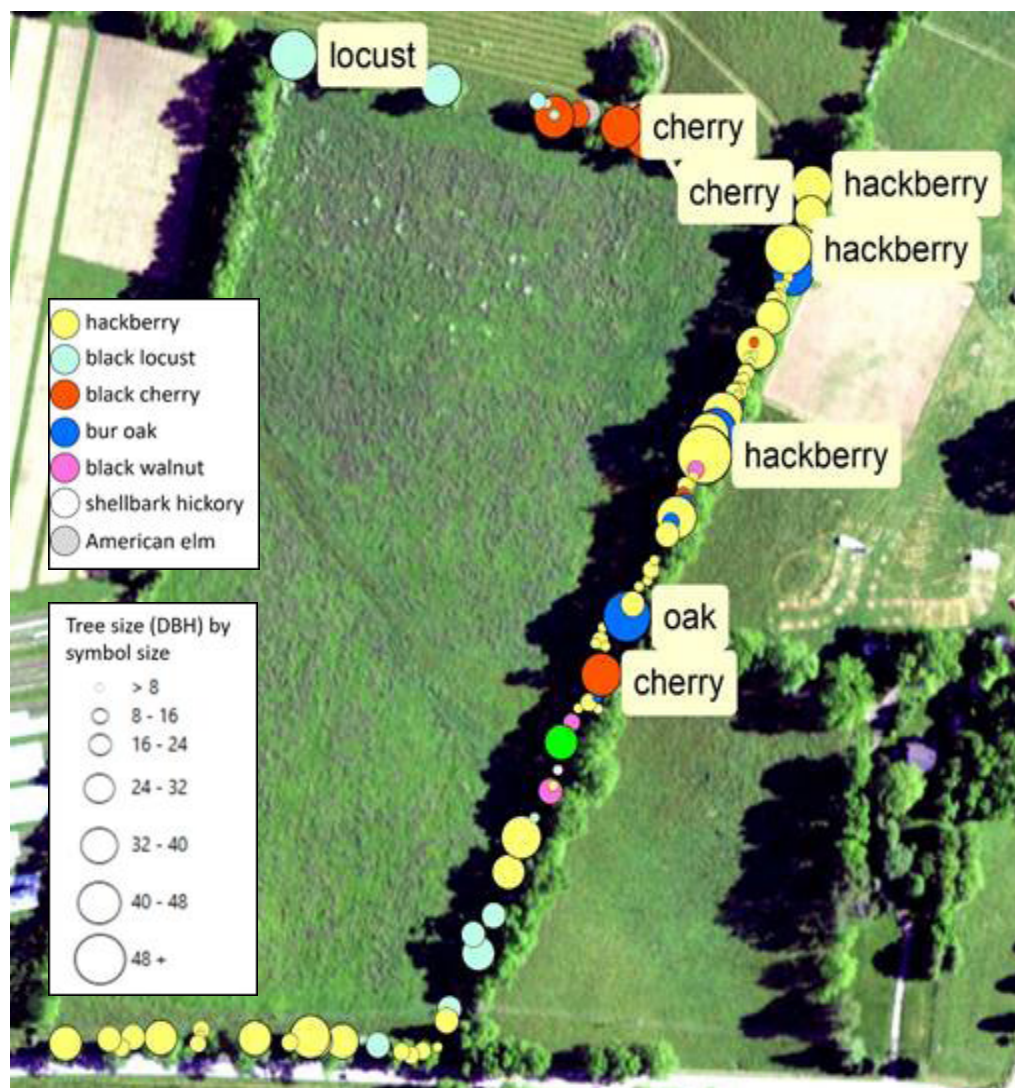 locust
cherry
cherry
hackberry
hackberry
hackberry
black locust
black cherry
bur oak
black walnut
shellbark hickory
American elm
hackberry
oak
cherry
Tree size (DBH) by
symbol size
> 8
8 - 16
16 - 24
24 - 32
32 - 40
40 - 48
48 +